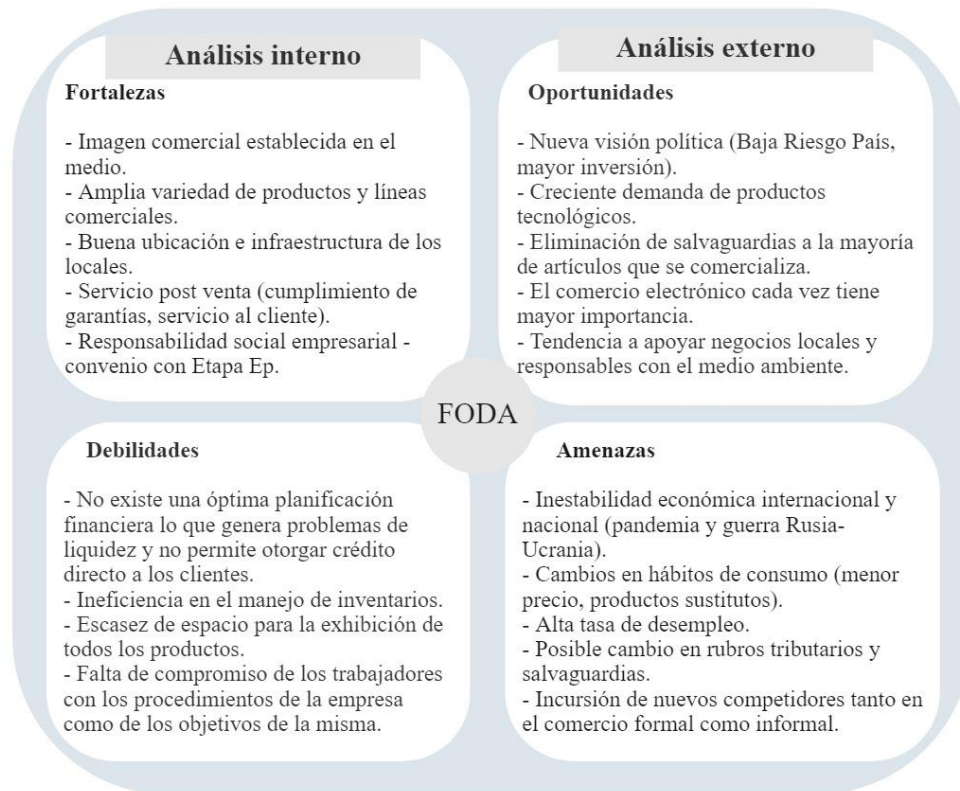 Análisis interno
Fortalezas
- Imagen comercial establecida en el
medio.
- Amplia variedad de productos y líneas
comerciales.
- Buena ubicación e infraestructura de los
locales.
- Servicio post venta (cumplimiento de
garantías, servicio al cliente).
- Responsabilidad social empresarial -
convenio con Etapa Ep.
Análisis externo
Oportunidades
- Nueva visión política (Baja Riesgo País,
mayor inversión).
- Creciente demanda de productos
tecnológicos.
- Eliminación de salvaguardias a la mayoría
de artículos que se comercializa.
- El comercio electrónico cada vez tiene
mayor importancia.
- Tendencia a apoyar negocios locales y
responsables con el medio ambiente.
FODA
Debilidades
- No existe una óptima planificación
financiera lo que genera problemas de
liquidez y no permite otorgar crédito
directo a los clientes.
- Ineficiencia en el manejo de inventarios.
- Escasez de espacio para la exhibición de
todos los productos.
- Falta de compromiso de los trabajadores
con los procedimientos de la empresa
como de los objetivos de la misma.
Amenazas
- Inestabilidad económica internacional y
nacional (pandemia y guerra Rusia-
Ucrania).
- Cambios en hábitos de consumo (menor
precio, productos sustitutos).
- Alta tasa de desempleo.
- Posible cambio en rubros tributarios y
salvaguardias.
- Incursión de nuevos competidores tanto en
el comercio formal como informal.